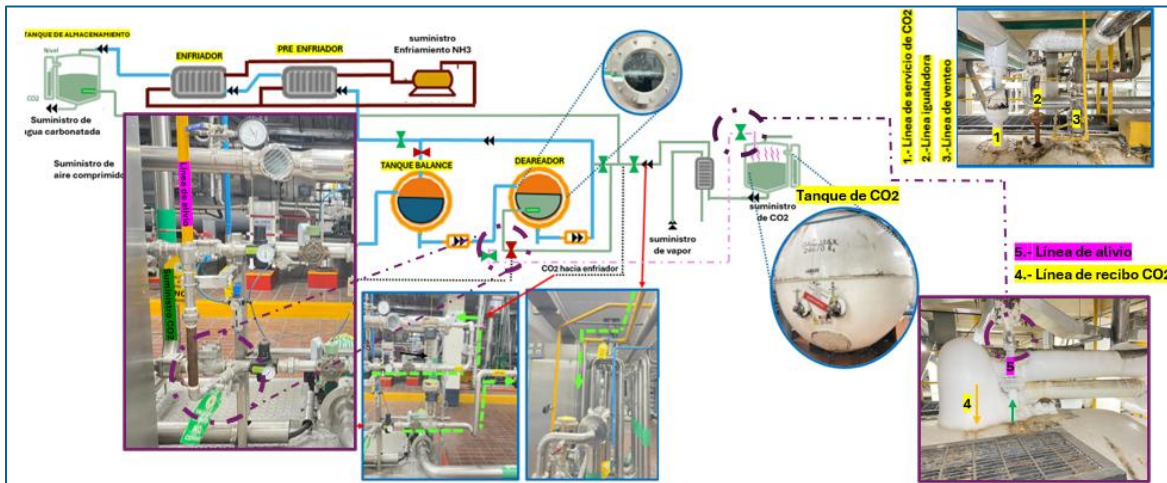 TANQUE DE ALMACENAMIENTO
Nivel
CO2
Suministro de
agua carbonatada
ENFRIADOR
PRE ENFRIADOR
suministro
Enfriamiento NH3
Suministro de
aire comprimido
Línea de alivio
Suministro CO2
TANQUE BALANCE
DEAREADOR
CO2 hacia enfriador
suministro
de vapor
suministro
de CO2
Tanque de CO2
1.- Línea de servicio de CO2
2.-Línea igualadora
3.-Línea de venteo
1
2
3
5.- Línea de alivio
4.- Línea de recibo CO2
4
5